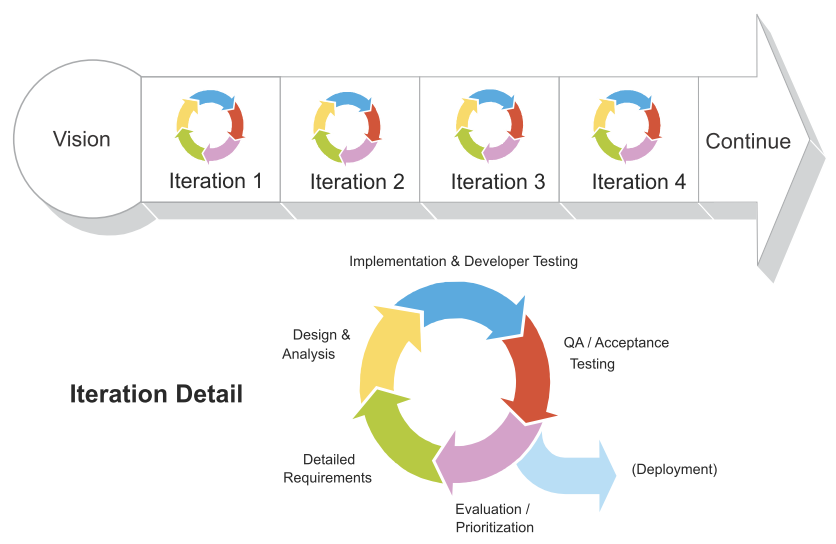 Vision
Iteration 1
Iteration 2
Iteration 3
Iteration 4
Continue
Implementation & Developer Testing
Design &
Analysis
QA / Acceptance
Testing
Iteration Detail
Detailed
Requirements
(Deployment)
Evaluation /
Prioritization